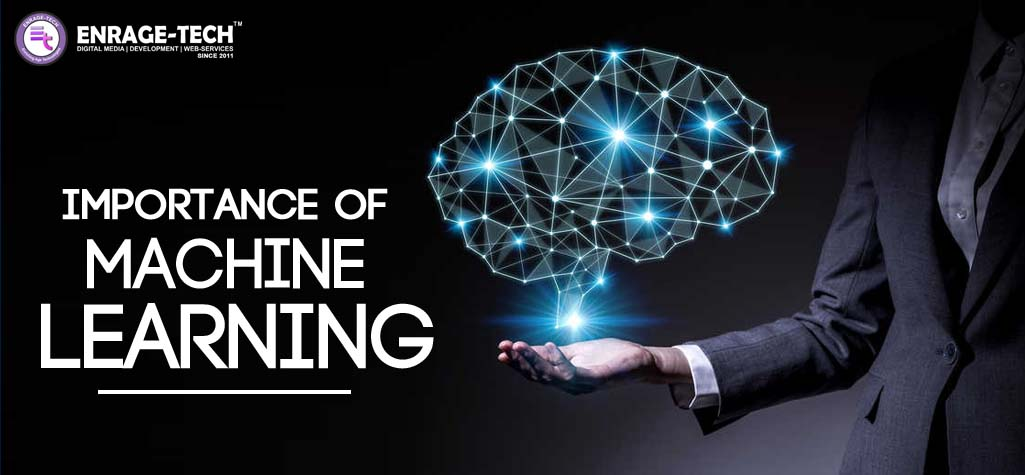 ENRAGE-TECH™
DIGITAL MEDIA | DEVELOPMENT | WEB-SERVICES
SINCE 2011
IMPORTANCE OF
MACHINE
LEARNING